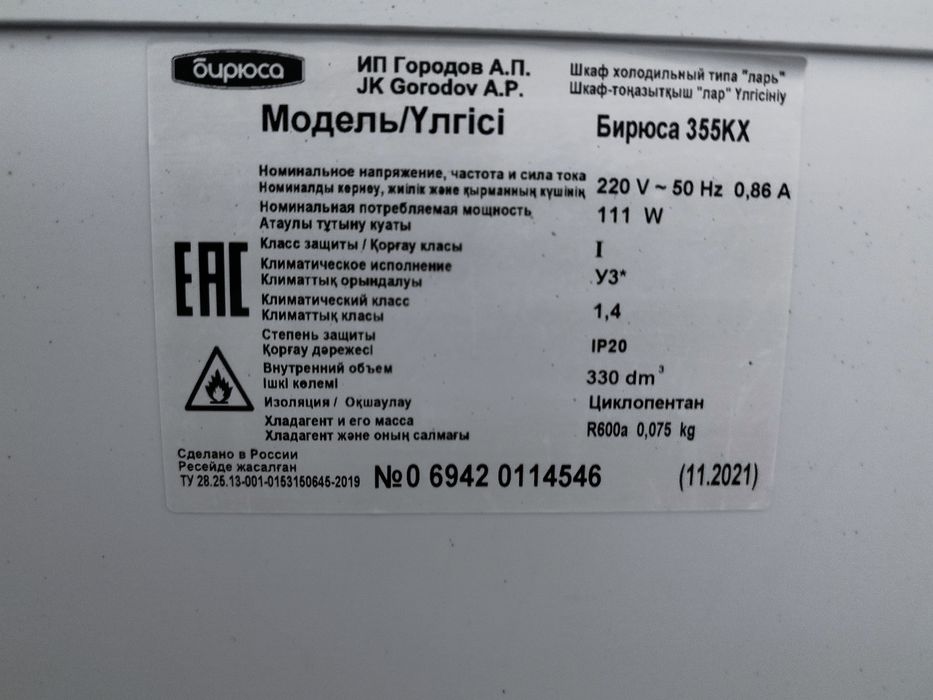 бирюса
ИП Городов А.П.
JK Gorodov A.P.
Шкаф холодильный типа "ларь"
Шкаф-тоңазытқыш "лар" Үлгісініy
Модель/Үлгісі Бирюса 355KX
Номинальное напряжение, частота и сила тока
Номиналды кернеу, жиілік және қырманның күшінің 220 V ~ 50 Hz 0,86 A
Номинальная потребляемая мощность 111 W
Атаулы тұтыну куаты
Класс защиты / Қорғау класы I
Климатическое исполнение
Климаттық орындалуы У3*
Климатический класс 1,4
Климаттық класы
Степень защиты IP20
Қорғау дәрежесі
Внутренний объем 330 dm³
Ішкі көлемі
Изоляция / Оқшаулау Циклопентан
Хладагент и его масса R600a 0,075 kg
Хладагент және оның салмағы
EAC
Сделано в России
Ресейде жасалған
ТУ 28.25.13-001-0153150645-2019 №0 6942 0114546 (11.2021)